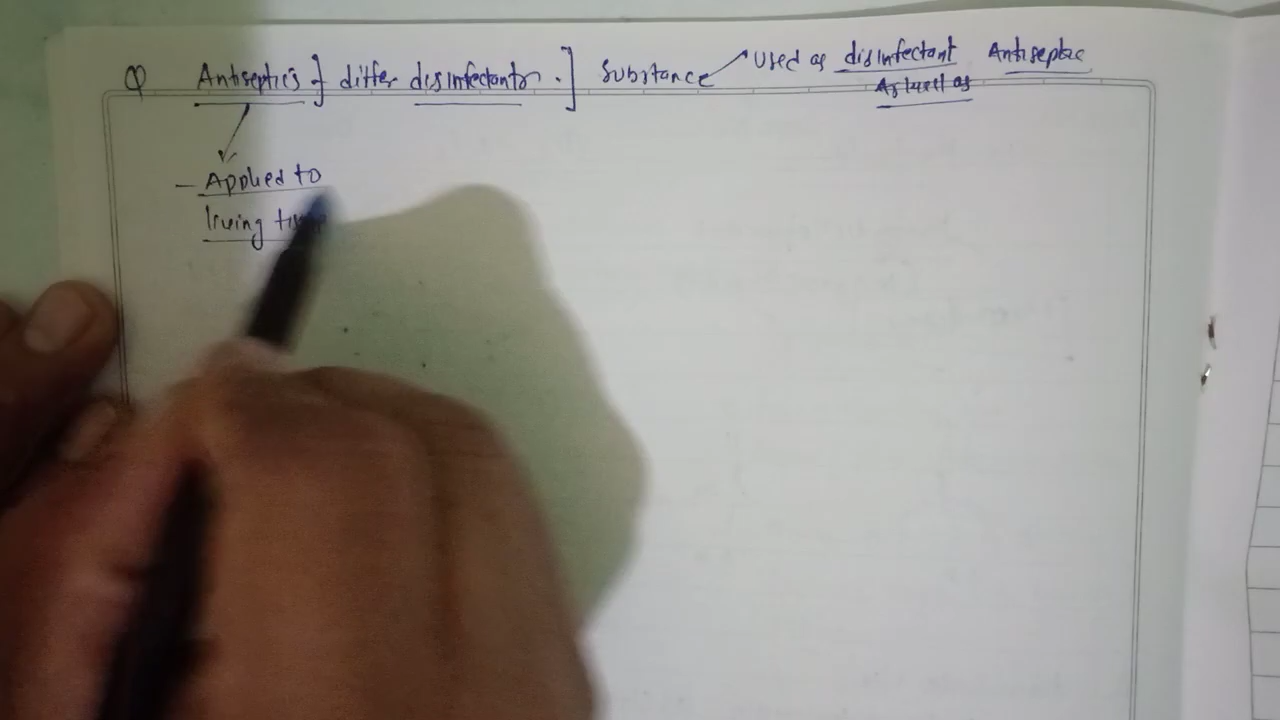 Q Antiseptics } differ disinfectants . ] Substance Used as disinfectant Antiseptic
As well as
- Applied to
living